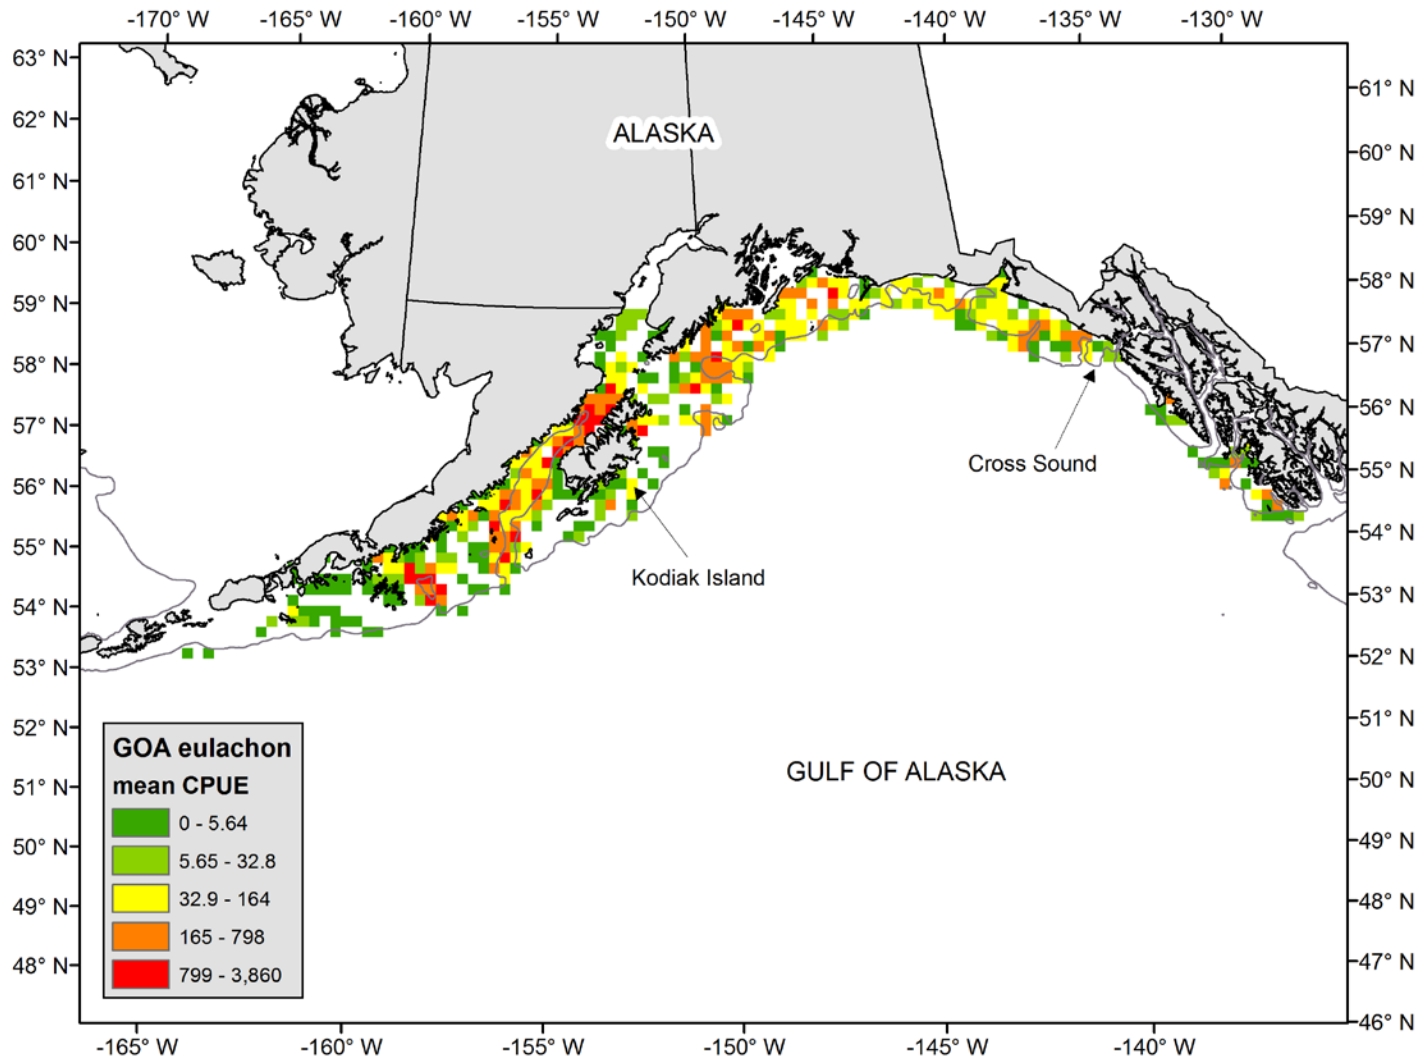 -170° W -165° W -160° W -155° W -150° W -145° W -140° W -135° W -130° W
63° N
62° N
61° N
60° N
59° N
58° N
57° N
56° N
55° N
54° N
53° N
52° N
51° N
50° N
49° N
48° N
61° N
60° N
59° N
58° N
57° N
56° N
55° N
54° N
53° N
52° N
51° N
50° N
49° N
48° N
47° N
46° N
ALASKA
Cross Sound
Kodiak Island
GULF OF ALASKA
GOA eulachon
mean CPUE
0 - 5.64
5.65 - 32.8
32.9 - 164
165 - 798
799 - 3,860
-165° W -160° W -155° W -150° W -145° W -140° W